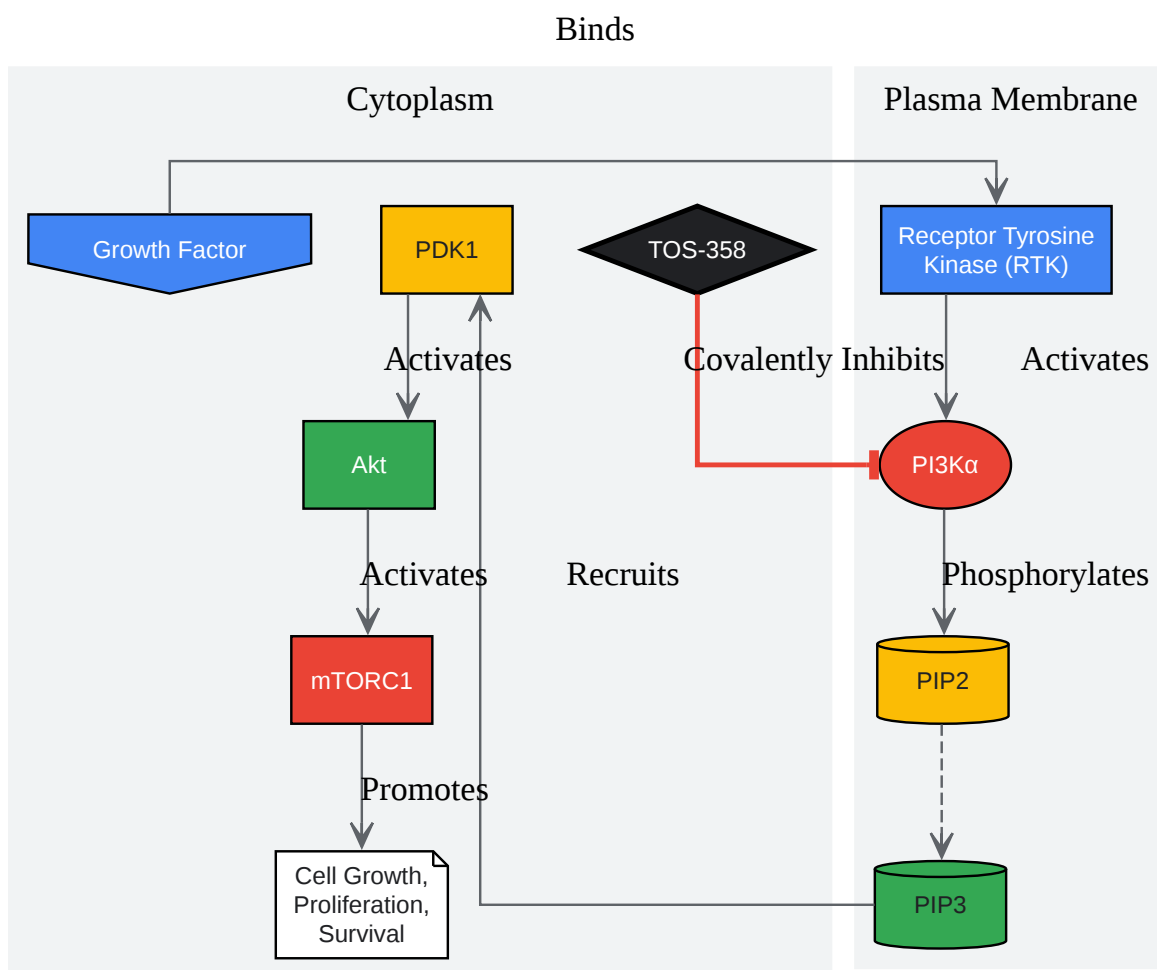 Binds
Cytoplasm
Plasma Membrane
Growth Factor
PDK1
TOS-358
Receptor Tyrosine
Kinase (RTK)
Activates
Covalently Inhibits
Activates
Akt
PI3Kα
Activates
Recruits
Phosphorylates
mTORC1
PIP2
Promotes
Cell Growth,
Proliferation,
Survival
PIP3